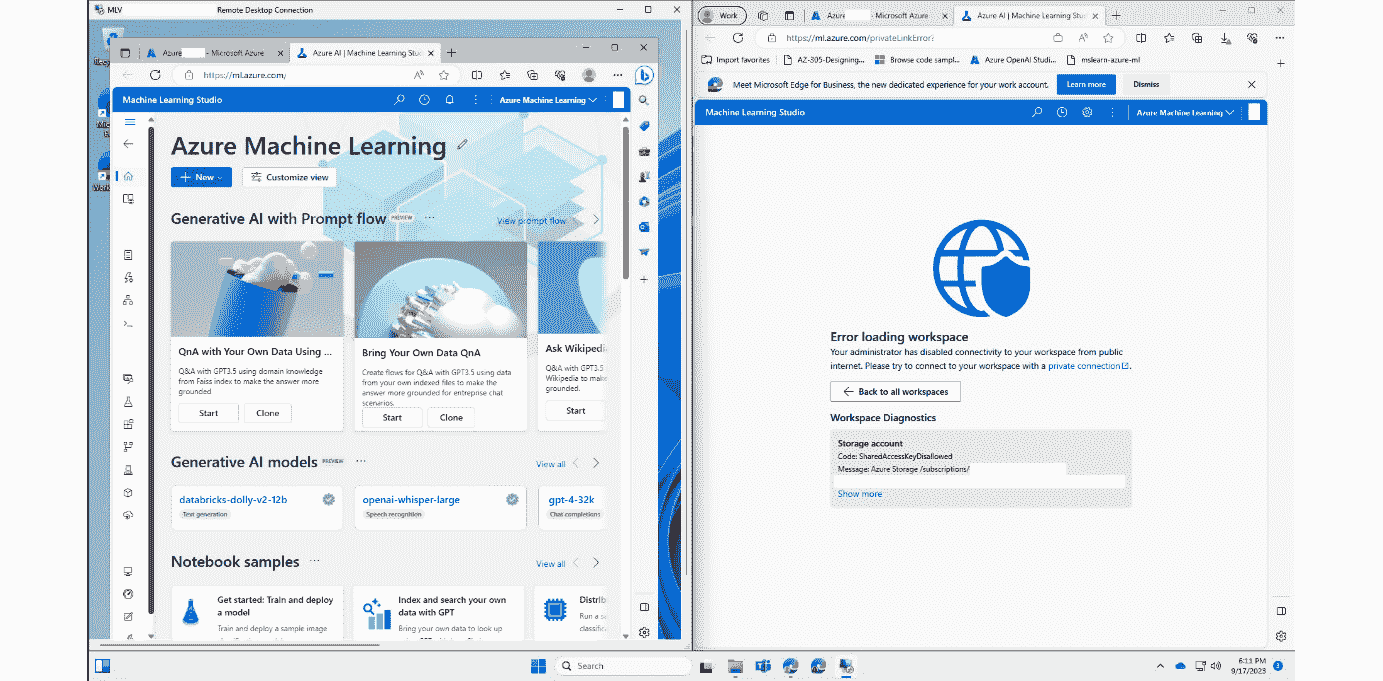 MLV
Remote Desktop Connection
Azure
- Microsoft Azure
Azure AI | Machine Learning Stu
https://ml.azure.com/
Machine Learning Studio
Azure Machine Learning
Azure Machine Learning
New
Customize view
Generative AI with Prompt flow
PREVIEW
View prompt flow
QnA with Your Own Data Using ...
Q&A with GPT3.5 using domain knowledge
from Faiss index to make the answer more
grounded
Start
Clone
Bring Your Own Data QnA
Create flows for Q&A with GPT3.5 using data
from your own indexed files to make the
answer more grounded for entreprise chat
scenarios.
Start
Clone
Ask Wikipedi
Q&A with GPT3.5
Wikipedia to make
grounded.
Start
Generative AI models
PREVIEW
View all
databricks-dolly-v2-12b
Text generation
openai-whisper-large
Speech recognition
gpt-4-32k
Chat completions
Notebook samples
View all
Get started: Train and deploy
a model
Train and deploy a sample image
Index and search your own
data with GPT
Bring your own data to look up
Distrib
Run a sa
classific
Work
Azure
- Microsoft Azure
Azure AI | Machine Learning Stu
https://ml.azure.com/privateLinkError?
Import favorites
AZ-305-Designing...
Browse code sampl...
Azure OpenAI Studi...
mslearn-azure-ml
Meet Microsoft Edge for Business, the new dedicated experience for your work account.
Learn more
Dismiss
Machine Learning Studio
Azure Machine Learning
Error loading workspace
Your administrator has disabled connectivity to your workspace from public
internet. Please try to connect to your workspace with a private connection.
Back to all workspaces
Workspace Diagnostics
Storage account
Code: SharedAccessKeyDisallowed
Message: Azure Storage /subscriptions/
Show more
Search
6:11 PM
9/17/2023
3